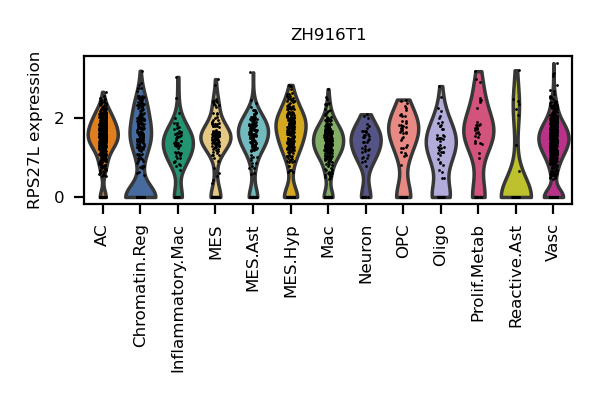 ZH916T1
RPS27L expression
2
0
AC
Chromatin.Reg
Inflammatory.Mac
MES
MES.Ast
MES.Hyp
Mac
Neuron
OPC
Oligo
Prolif.Metab
Reactive.Ast
Vasc